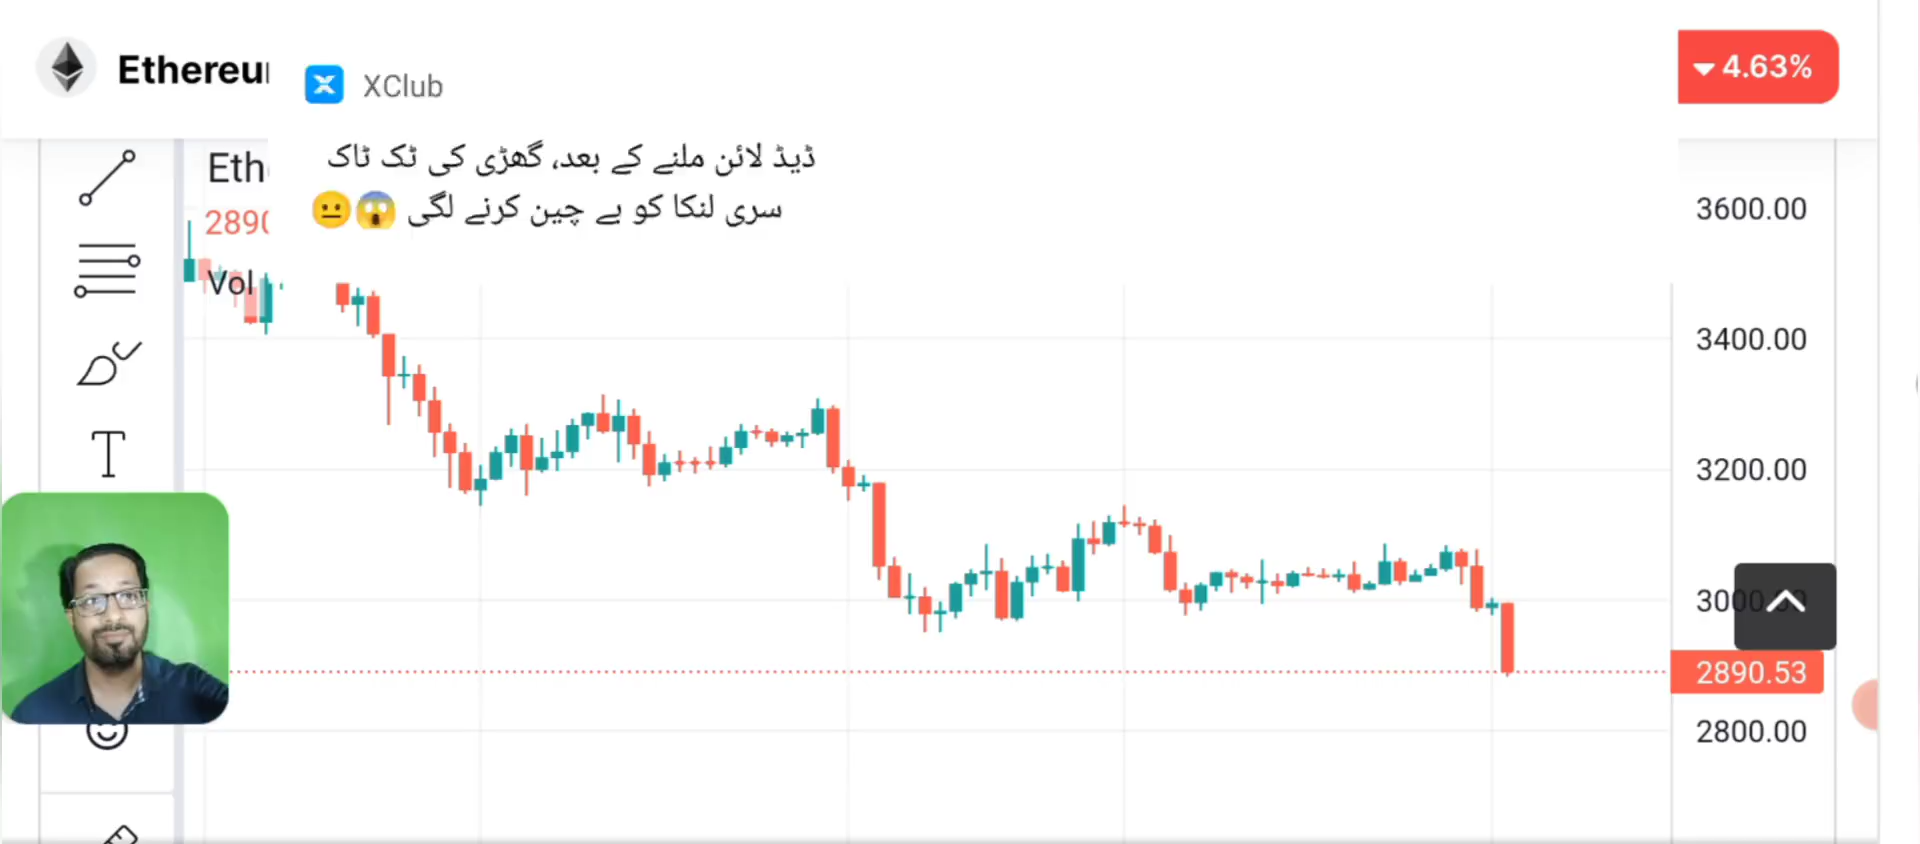 Ethereu
XClub
4.63%
ڈیڈ لائن ملنے کے بعد، گھڑی کی ٹک ٹاک
سری لنکا کو بے چین کرنے لگی 😱😐
Eth
2890
Vol
3600.00
3400.00
3200.00
2890.53
2800.00